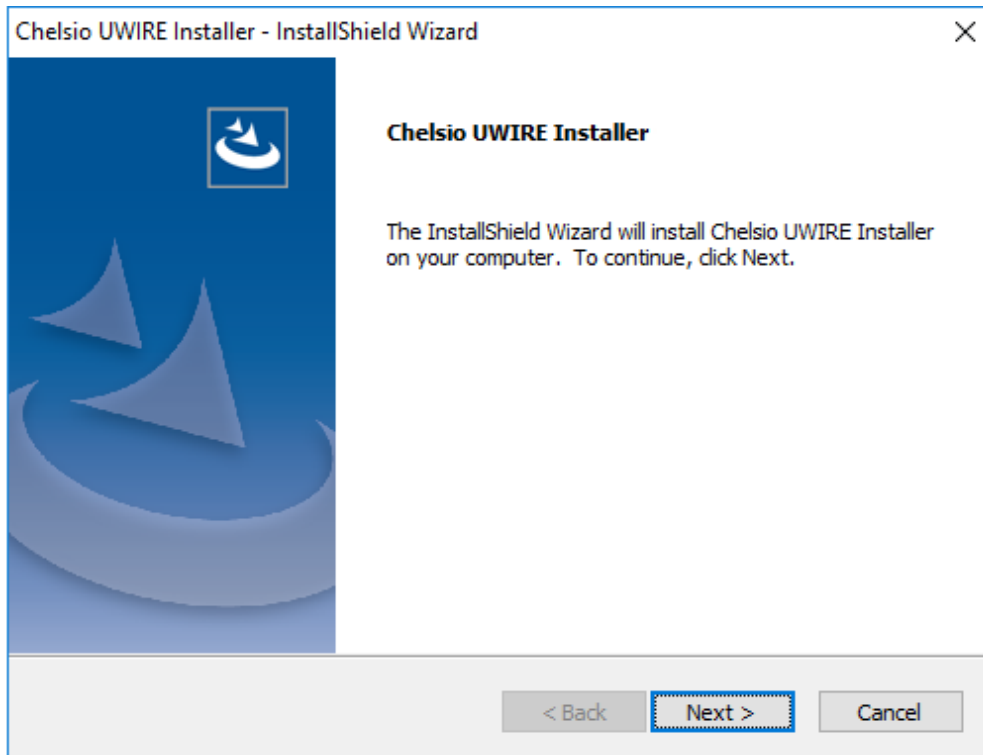 Chelsio UWIRE Installer - InstallShield Wizard
Chelsio UWIRE Installer
The InstallShield Wizard will install Chelsio UWIRE Installer
on your computer.  To continue, click Next.
< Back
Next >
Cancel